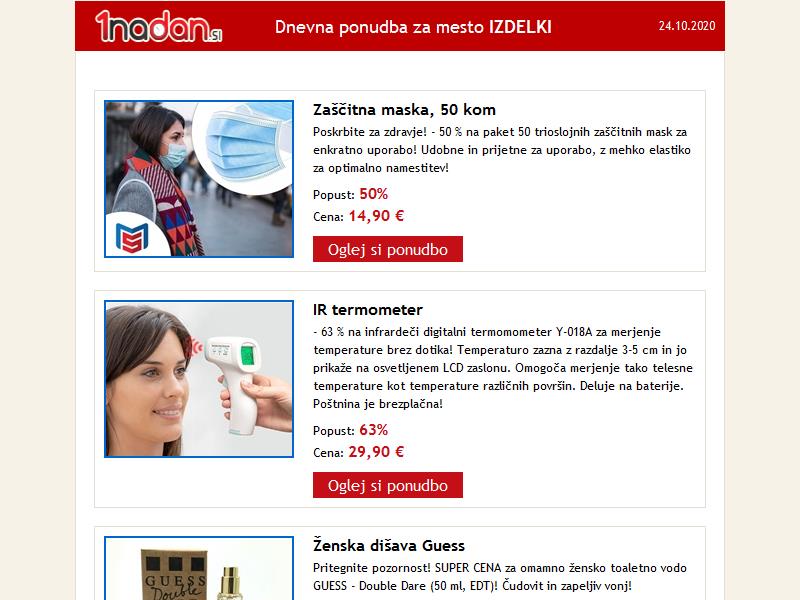 1nadan.si
Dnevna ponudba za mesto IZDELKI
24.10.2020
Zaščitna maska, 50 kom
Poskrbite za zdravje! - 50 % na paket 50 trioslojnih zaščitnih mask za
enkratno uporabo! Udobne in prijetne za uporabo, z mehko elastiko
za optimalno namestitev!
Popust: 50%
Cena: 14,90 €
Oglej si ponudbo
IR termometer
- 63 % na infrardeči digitalni termomometer Y-018A za merjenje
temperature brez dotika! Temperaturo zazna z razdalje 3-5 cm in jo
prikaže na osvetljenem LCD zaslonu. Omogoča merjenje tako telesne
temperature kot temperature različnih površin. Deluje na baterije.
Poštnina je brezplačna!
Popust: 63%
Cena: 29,90 €
Oglej si ponudbo
GUESS
Double
Ženska dišava Guess
Pritegnite pozornost! SUPER CENA za omamno žensko toaletno vodo
GUESS - Double Dare (50 ml, EDT)! Čudovit in zapeljiv vonj!